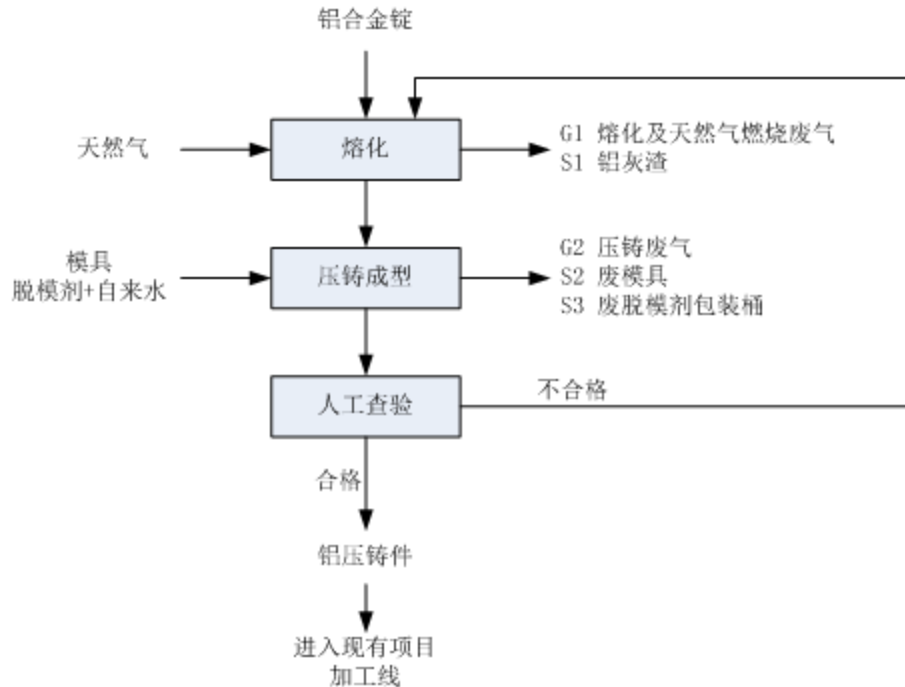 铝合金锭
天然气
熔化
G1 熔化及天然气燃烧废气
S1 铝灰渣
模具
脱模剂+自来水
压铸成型
G2 压铸废气
S2 废模具
S3 废脱模剂包装桶
人工查验
不合格
合格
铝压铸件
进入现有项目
加工线